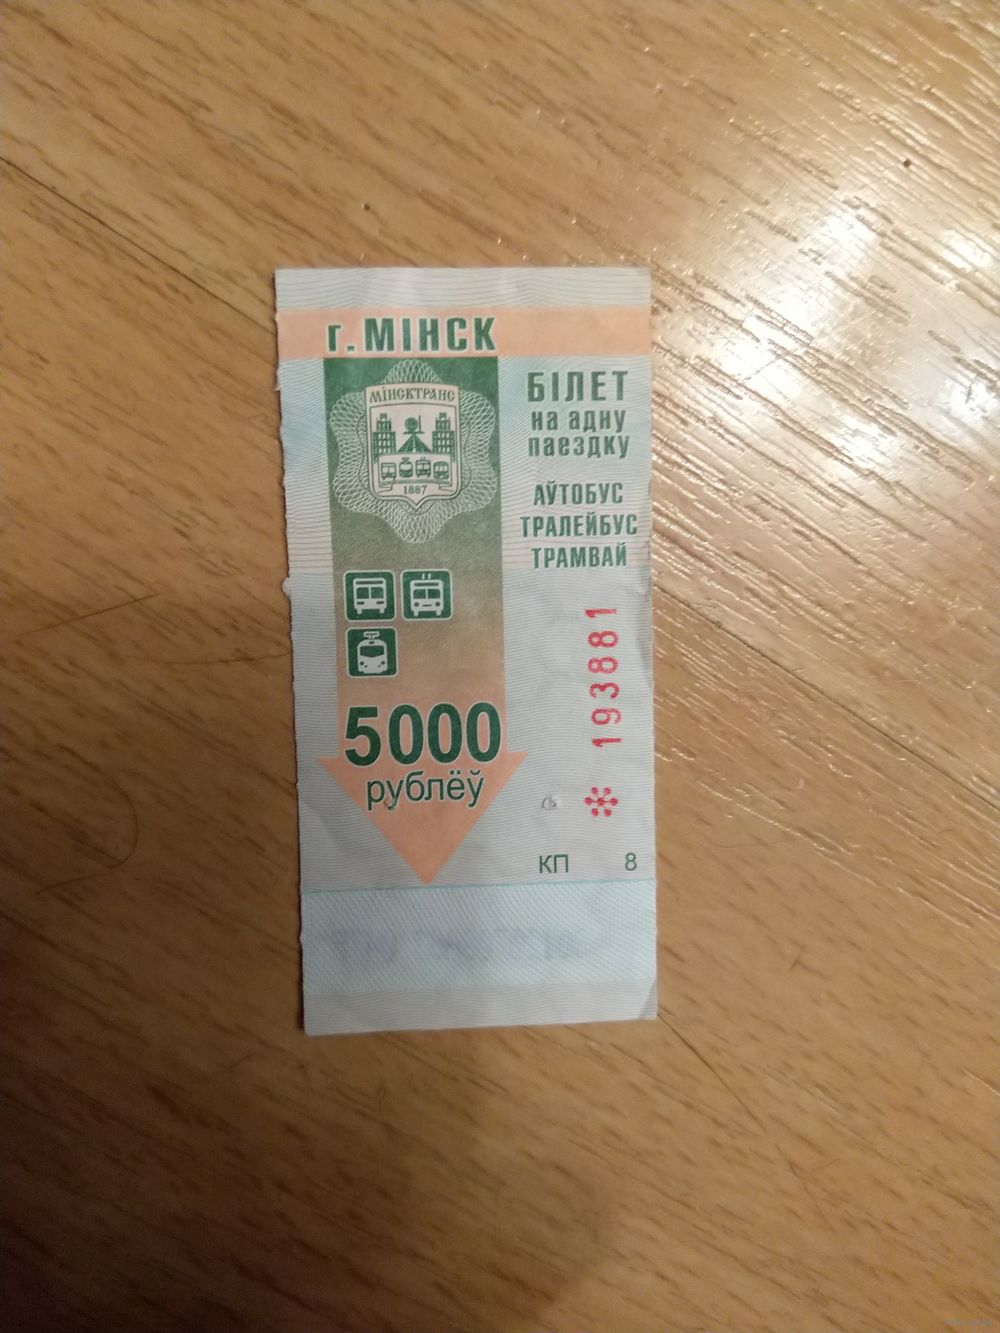 г.МІНСК
МІНСКТРАНС
1887
БІЛЕТ
на адну
паездку
АЎТОБУС
ТРАЛЕЙБУС
ТРАМВАЙ
193881
5000
рублёў
КП 8